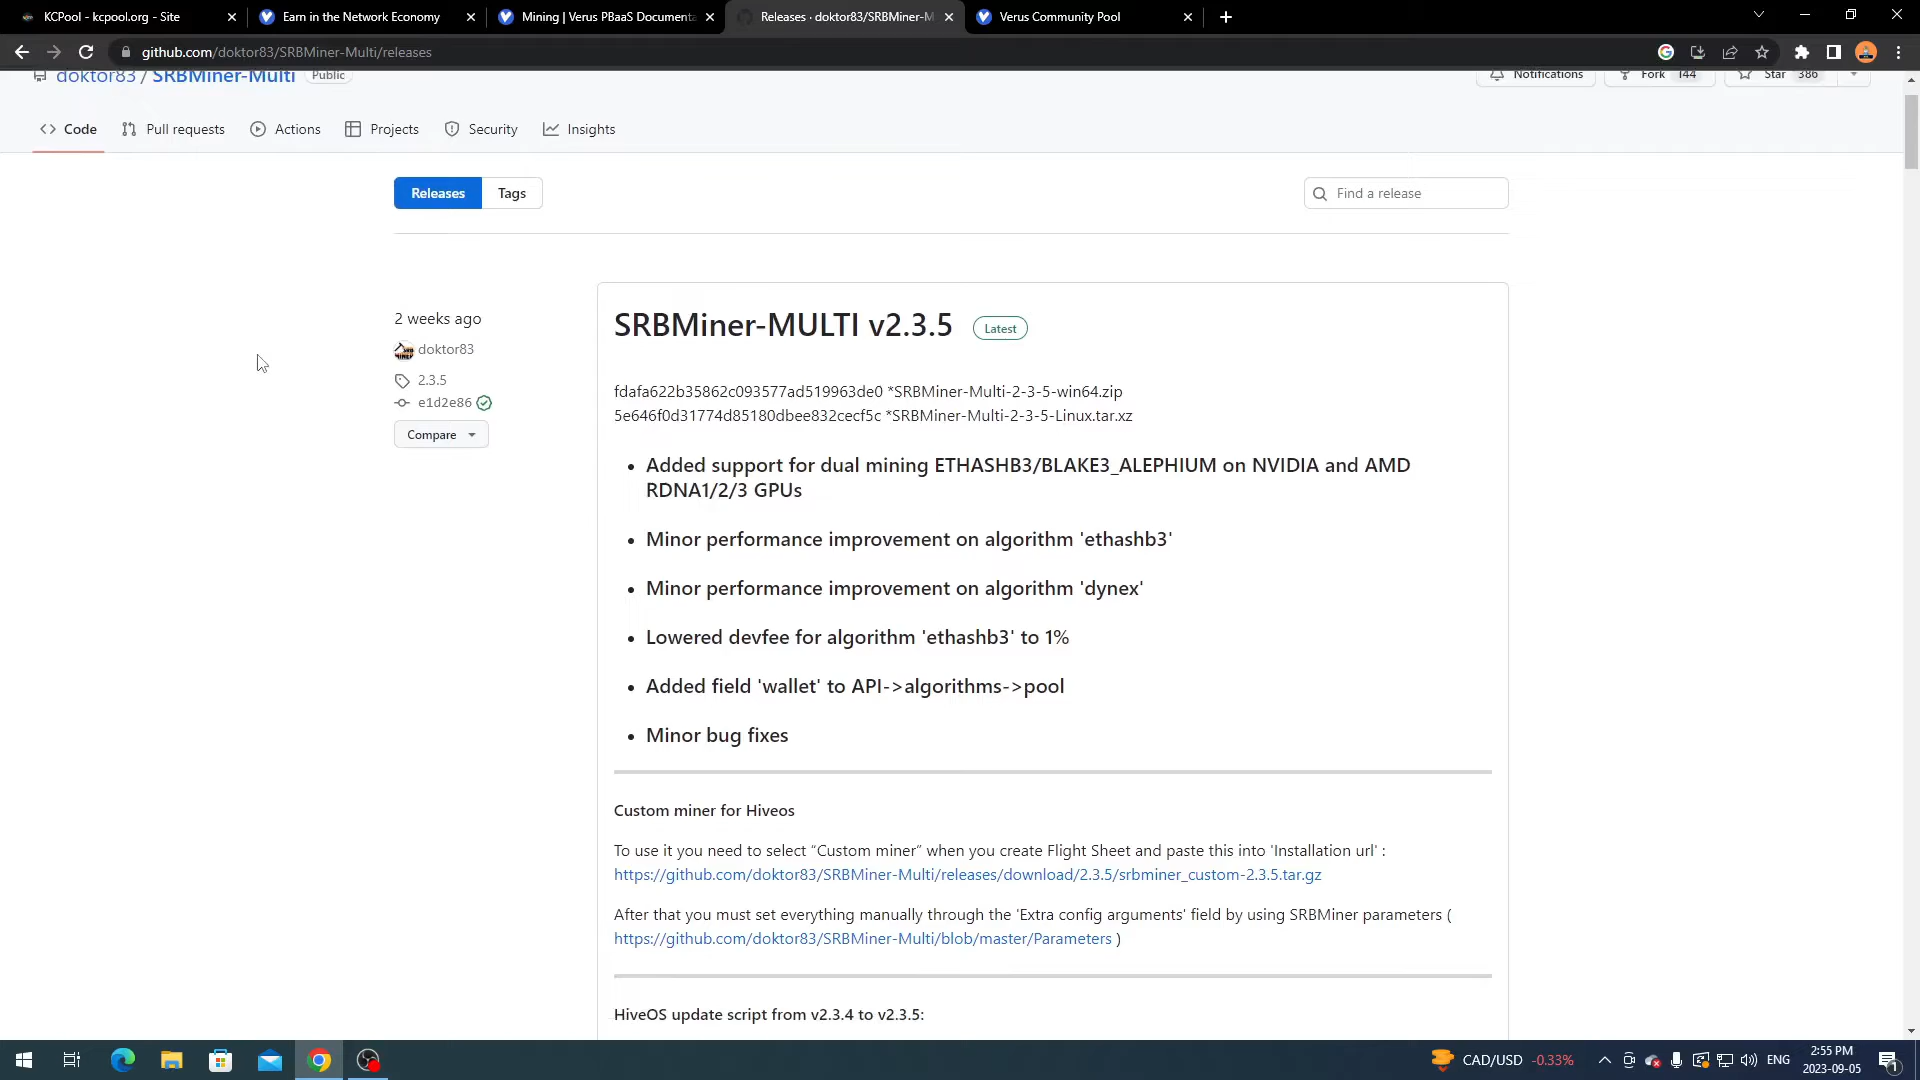 KCPool - kcpool.org - Site
Earn in the Network Economy
Mining | Verus PBaaS Documenta
Releases · doktor83/SRBMiner-M
Verus Community Pool
github.com/doktor83/SRBMiner-Multi/releases
doktor83 / SRBMiner-Multi Public
Notifications
Fork 144
Star 386
Code
Pull requests
Actions
Projects
Security
Insights
Releases
Tags
Find a release
2 weeks ago
doktor83
2.3.5
e1d2e86
Compare
SRBMiner-MULTI v2.3.5 Latest
fdafa622b35862c093577ad519963de0 *SRBMiner-Multi-2-3-5-win64.zip
5e646f0d31774d85180dbee832cecf5c *SRBMiner-Multi-2-3-5-Linux.tar.xz
• Added support for dual mining ETHASHB3/BLAKE3_ALEPHIUM on NVIDIA and AMD
RDNA1/2/3 GPUs
• Minor performance improvement on algorithm 'ethashb3'
• Minor performance improvement on algorithm 'dynex'
• Lowered devfee for algorithm 'ethashb3' to 1%
• Added field 'wallet' to API->algorithms->pool
• Minor bug fixes
Custom miner for Hiveos
To use it you need to select “Custom miner” when you create Flight Sheet and paste this into 'Installation url' :
https://github.com/doktor83/SRBMiner-Multi/releases/download/2.3.5/srbminer_custom-2.3.5.tar.gz
After that you must set everything manually through the 'Extra config arguments' field by using SRBMiner parameters (
https://github.com/doktor83/SRBMiner-Multi/blob/master/Parameters )
HiveOS update script from v2.3.4 to v2.3.5:
CAD/USD -0.33%
ENG
2:55 PM
2023-09-05
1